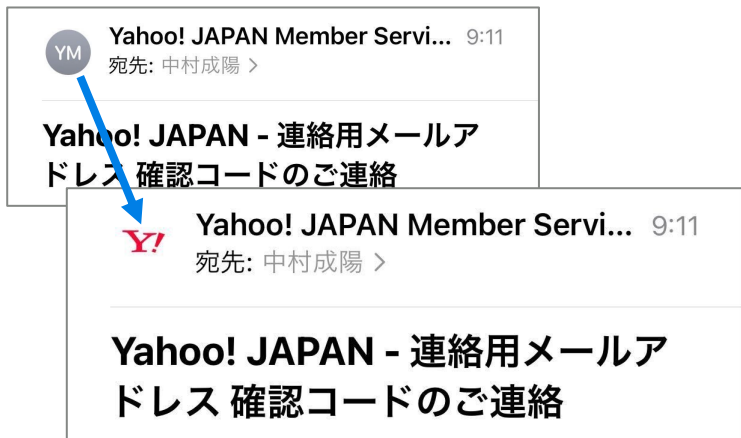 YM
Yahoo! JAPAN Member Servi... 9:11
宛先: 中村成陽 >
Yahoo! JAPAN - 連絡用メールア
ドレス 確認コードのご連絡
Y!
Yahoo! JAPAN Member Servi... 9:11
宛先: 中村成陽 >
Yahoo! JAPAN - 連絡用メールア
ドレス 確認コードのご連絡